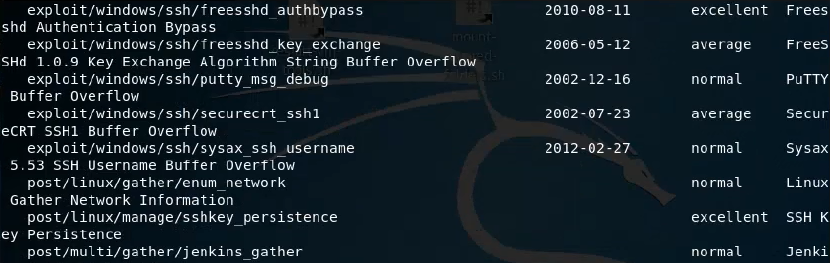 exploit/windows/ssh/freesshd_authbypass 2010-08-11 excellent Frees
shd Authentication Bypass
exploit/windows/ssh/freesshd_key_exchange 2006-05-12 average FreeS
SHd 1.0.9 Key Exchange Algorithm String Buffer Overflow
exploit/windows/ssh/putty_msg_debug 2002-12-16 normal PuTTY
Buffer Overflow
exploit/windows/ssh/securecrt_ssh1 2002-07-23 average Secur
eCRT SSH1 Buffer Overflow
exploit/windows/ssh/sysax_ssh_username 2012-02-27 normal Sysax
5.53 SSH Username Buffer Overflow
post/linux/gather/enum_network normal Linux
Gather Network Information
post/linux/manage/sshkey_persistence excellent SSH K
ey Persistence
post/multi/gather/jenkins_gather normal Jenki